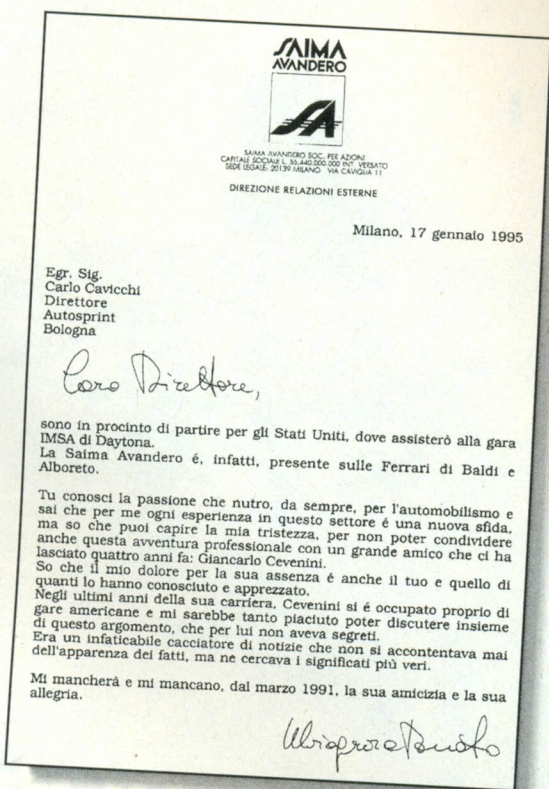 SAIMA
AVANDERO
SA
SAIMA AVANDERO SOC. PER AZIONI
CAPITALE SOCIALE L. 55.440.000.000 INT. VERSATO
SEDE LEGALE: 20139 MILANO VIA CAVIGLIA 11
DIREZIONE RELAZIONI ESTERNE
Milano, 17 gennaio 1995
Egr. Sig.
Carlo Cavicchi
Direttore
Autosprint
Bologna
Caro Direttore,
sono in procinto di partire per gli Stati Uniti, dove assisterò alla gara
IMSA di Daytona.
La Saima Avandero é, infatti, presente sulle Ferrari di Baldi e
Alboreto.
Tu conosci la passione che nutro, da sempre, per l'automobilismo e
sai che per me ogni esperienza in questo settore é una nuova sfida,
ma so che puoi capire la mia tristezza, per non poter condividere
anche questa avventura professionale con un grande amico che ci ha
lasciato quattro anni fa: Giancarlo Cevenini.
So che il mio dolore per la sua assenza é anche il tuo e quello di
quanti lo hanno conosciuto e apprezzato.
Negli ultimi anni della sua carriera, Cevenini si é occupato proprio di
gare americane e mi sarebbe tanto piaciuto poter discutere insieme
di questo argomento, che per lui non aveva segreti.
Era un infaticabile cacciatore di notizie che non si accontentava mai
dell'apparenza dei fatti, ma ne cercava i significati più veri.
Mi mancherà e mi mancano, dal marzo 1991, la sua amicizia e la sua
allegria.